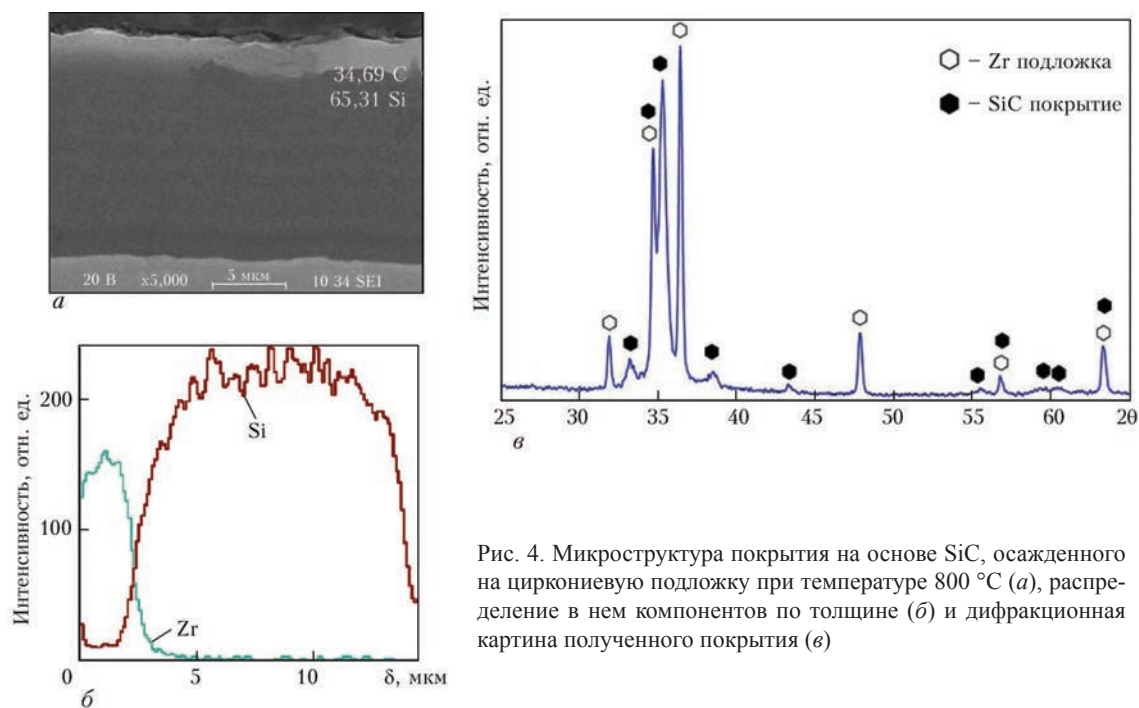 34,69 C
65,31 Si
20 В x5,000 5 мкм 10 34 SEI
а
Интенсивность, отн. ед.
200
100
Si
Zr
0 5 10 δ, мкм
б
Интенсивность, отн. ед.
– Zr подложка
– SiC покрытие
25 30 35 40 45 50 55 60 2θ
в
Рис. 4. Микроструктура покрытия на основе SiC, осажденного
на циркониевую подложку при температуре 800 °C (а), распре-
деление в нем компонентов по толщине (б) и дифракционная
картина полученного покрытия (в)